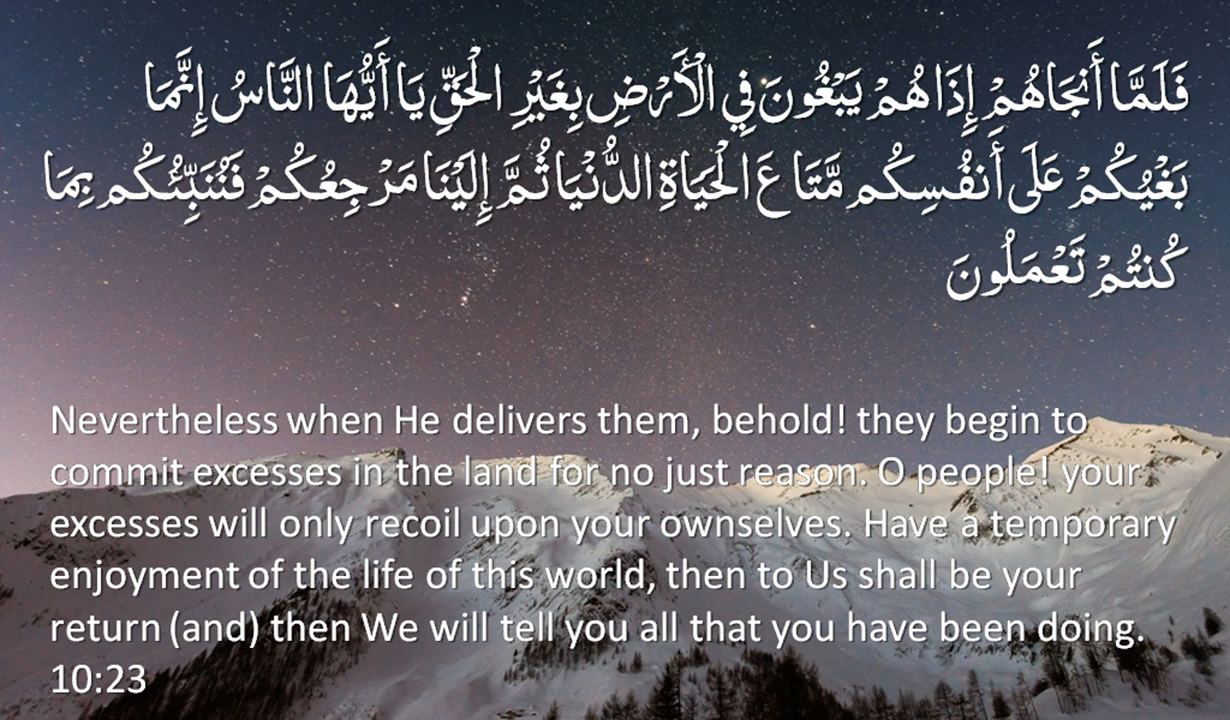 فَلَمَّا أَنجَاهُمْ إِذَا هُمْ يَبْغُونَ فِي الْأَرْضِ بِغَيْرِ الْحَقِّ يَا أَيُّهَا النَّاسُ إِنَّمَا
بَغْيُكُمْ عَلَى أَنفُسِكُم مَّتَاعَ الْحَيَاةِ الدُّنْيَا ثُمَّ إِلَيْنَا مَرْجِعُكُمْ فَنُنَبِّئُكُم بِمَا
كُنتُمْ تَعْمَلُونَ
Nevertheless when He delivers them, behold! they begin to
commit excesses in the land for no just reason. O people! your
excesses will only recoil upon your ownselves. Have a temporary
enjoyment of the life of this world, then to Us shall be your
return (and) then We will tell you all that you have been doing.
10:23